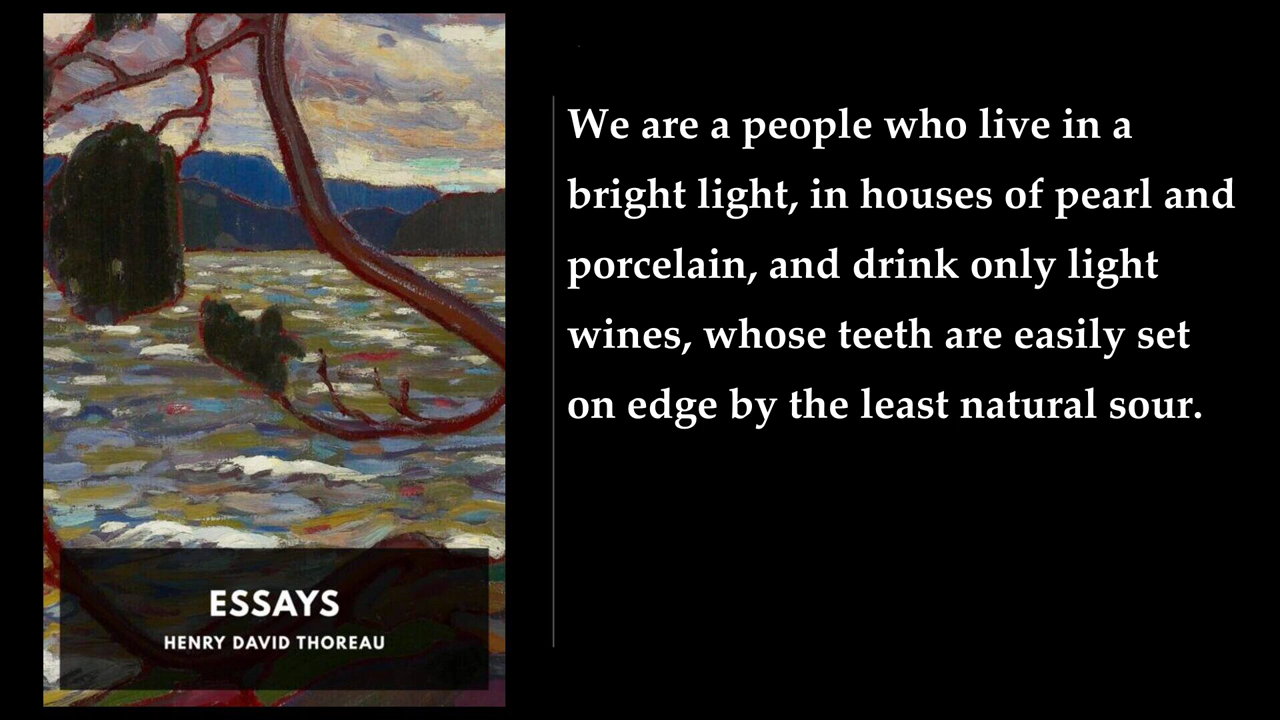 ESSAYS
HENRY DAVID THOREAU
We are a people who live in a
bright light, in houses of pearl and
porcelain, and drink only light
wines, whose teeth are easily set
on edge by the least natural sour.